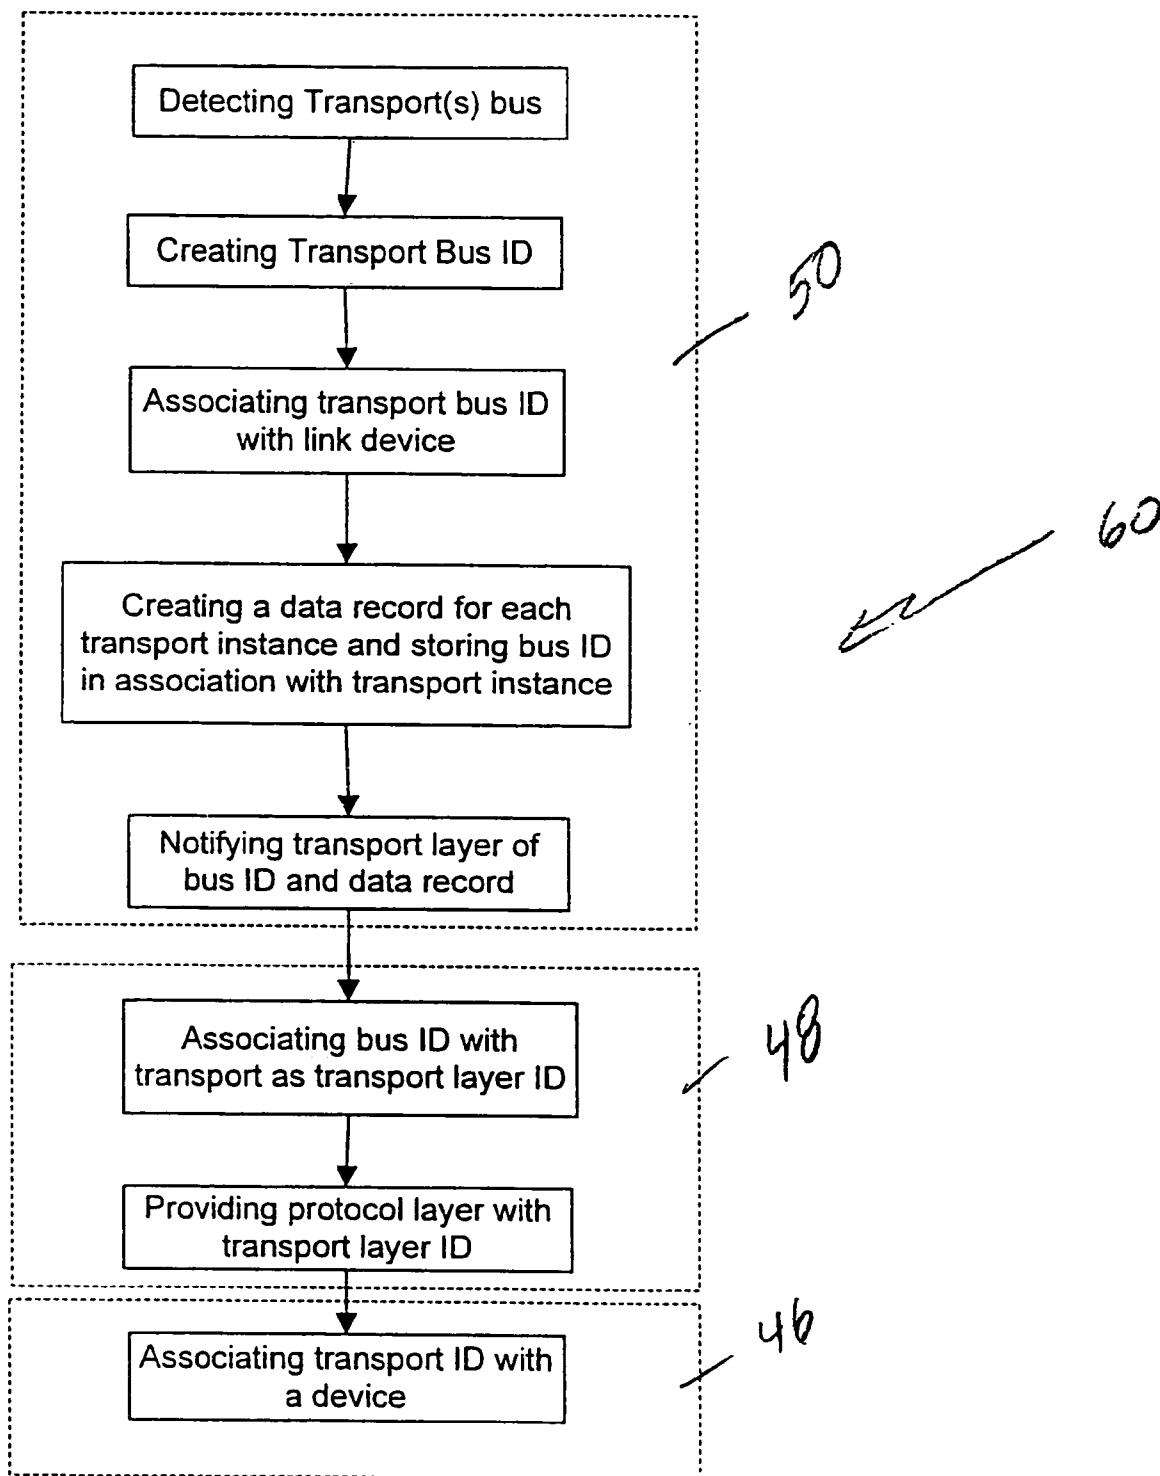 Detecting Transport(s) bus
Creating Transport Bus ID
50
Associating transport bus ID
with link device
60
Creating a data record for each
transport instance and storing bus ID
in association with transport instance
Notifying transport layer of
bus ID and data record
Associating bus ID with
transport as transport layer ID
48
Providing protocol layer with
transport layer ID
Associating transport ID with
a device
46